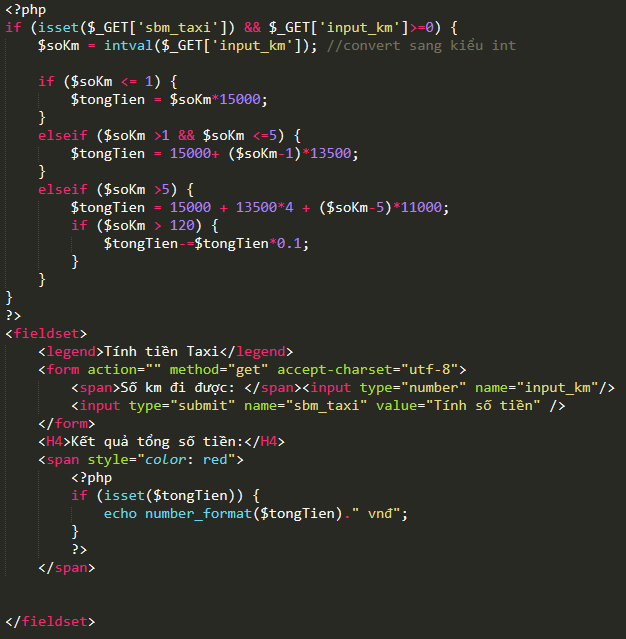 <?php
if (isset($_GET['sbm_taxi']) && $_GET['input_km']>=0) {
    $soKm = intval($_GET['input_km']); //convert sang kiểu int

    if ($soKm <= 1) {
        $tongTien = $soKm*15000;
    }
    elseif ($soKm >1 && $soKm <=5) {
        $tongTien = 15000+ ($soKm-1)*13500;
    }
    elseif ($soKm >5) {
        $tongTien = 15000 + 13500*4 + ($soKm-5)*11000;
        if ($soKm > 120) {
            $tongTien-=$tongTien*0.1;
        }
    }
}
?>
<fieldset>
    <legend>Tính tiền Taxi</legend>
    <form action="" method="get" accept-charset="utf-8">
        <span>Số km đi được: </span><input type="number" name="input_km"/>
        <input type="submit" name="sbm_taxi" value="Tính số tiền" />
    </form>
    <H4>Kết quả tổng số tiền:</H4>
    <span style="color: red">
        <?php
        if (isset($tongTien)) {
            echo number_format($tongTien)." vnđ";
        }
        ?>
    </span>


</fieldset>